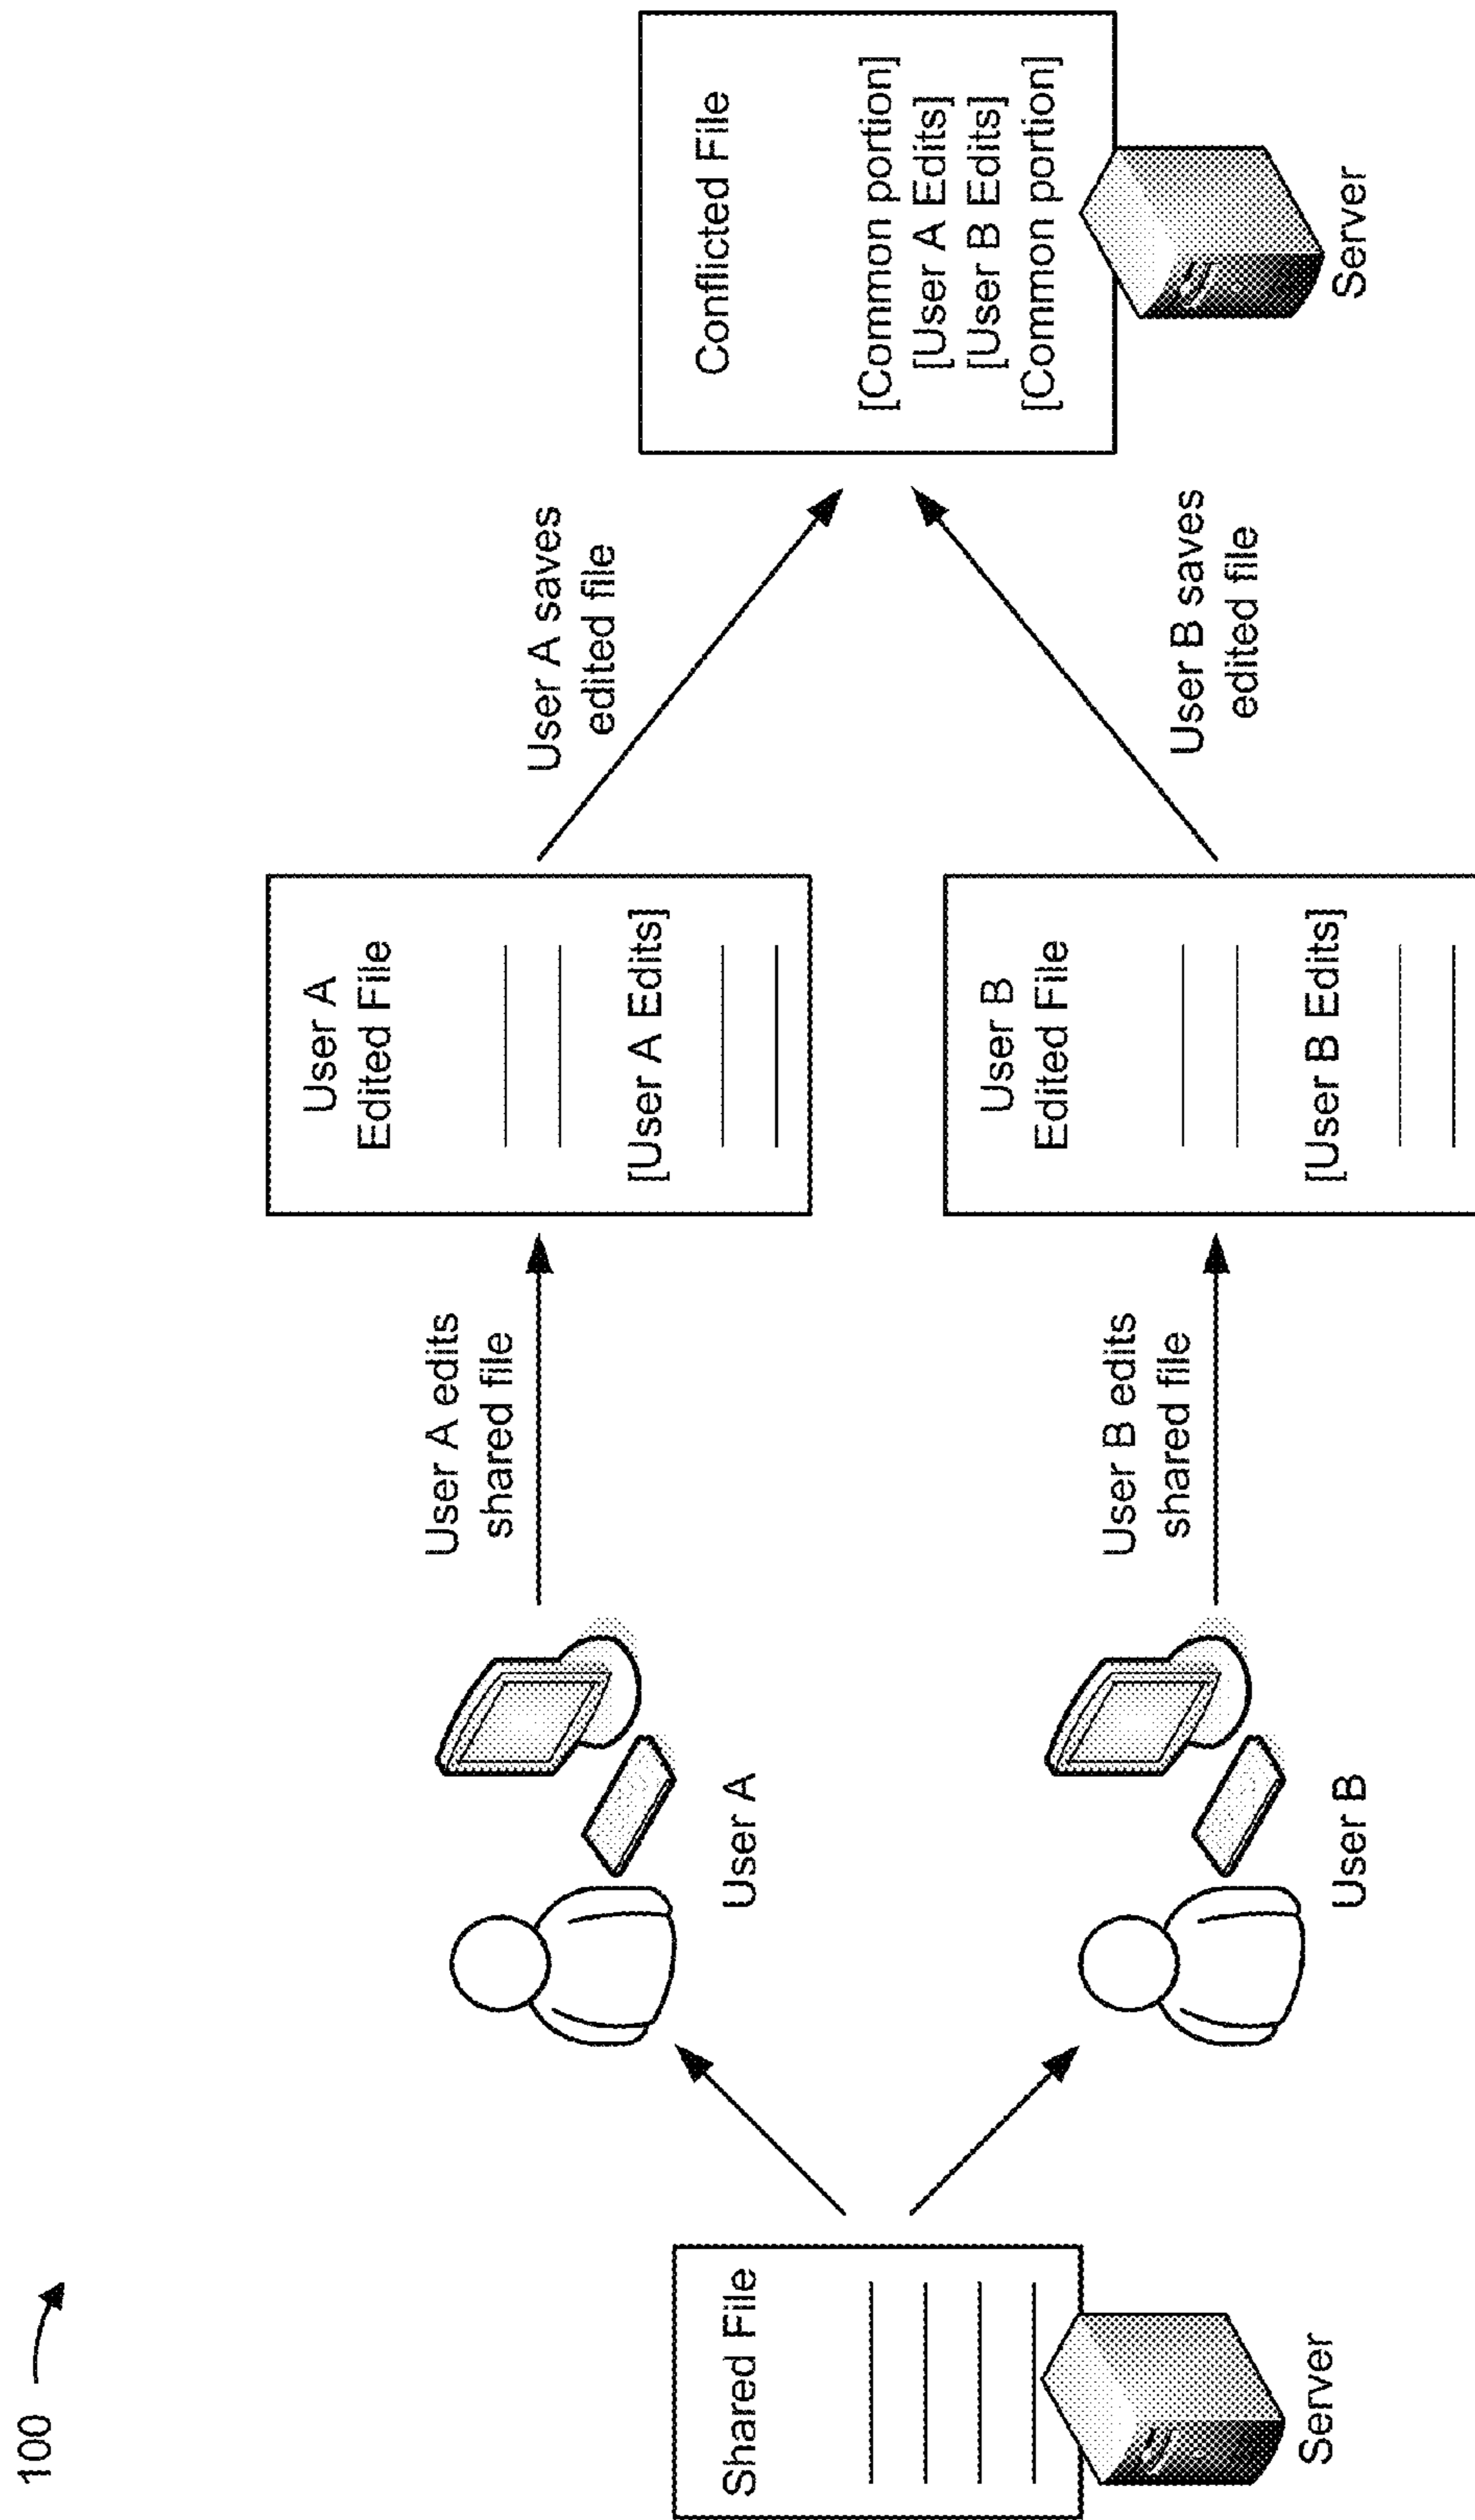 100
Shared File
Server
User A
User B
User A edits
shared file
User B edits
shared file
User A
Edited File
[User A Edits]
User B
Edited File
[User B Edits]
User A saves
edited file
User B saves
edited file
Conflicted File
[Common portion]
[User A Edits]
[User B Edits]
[Common portion]
Server